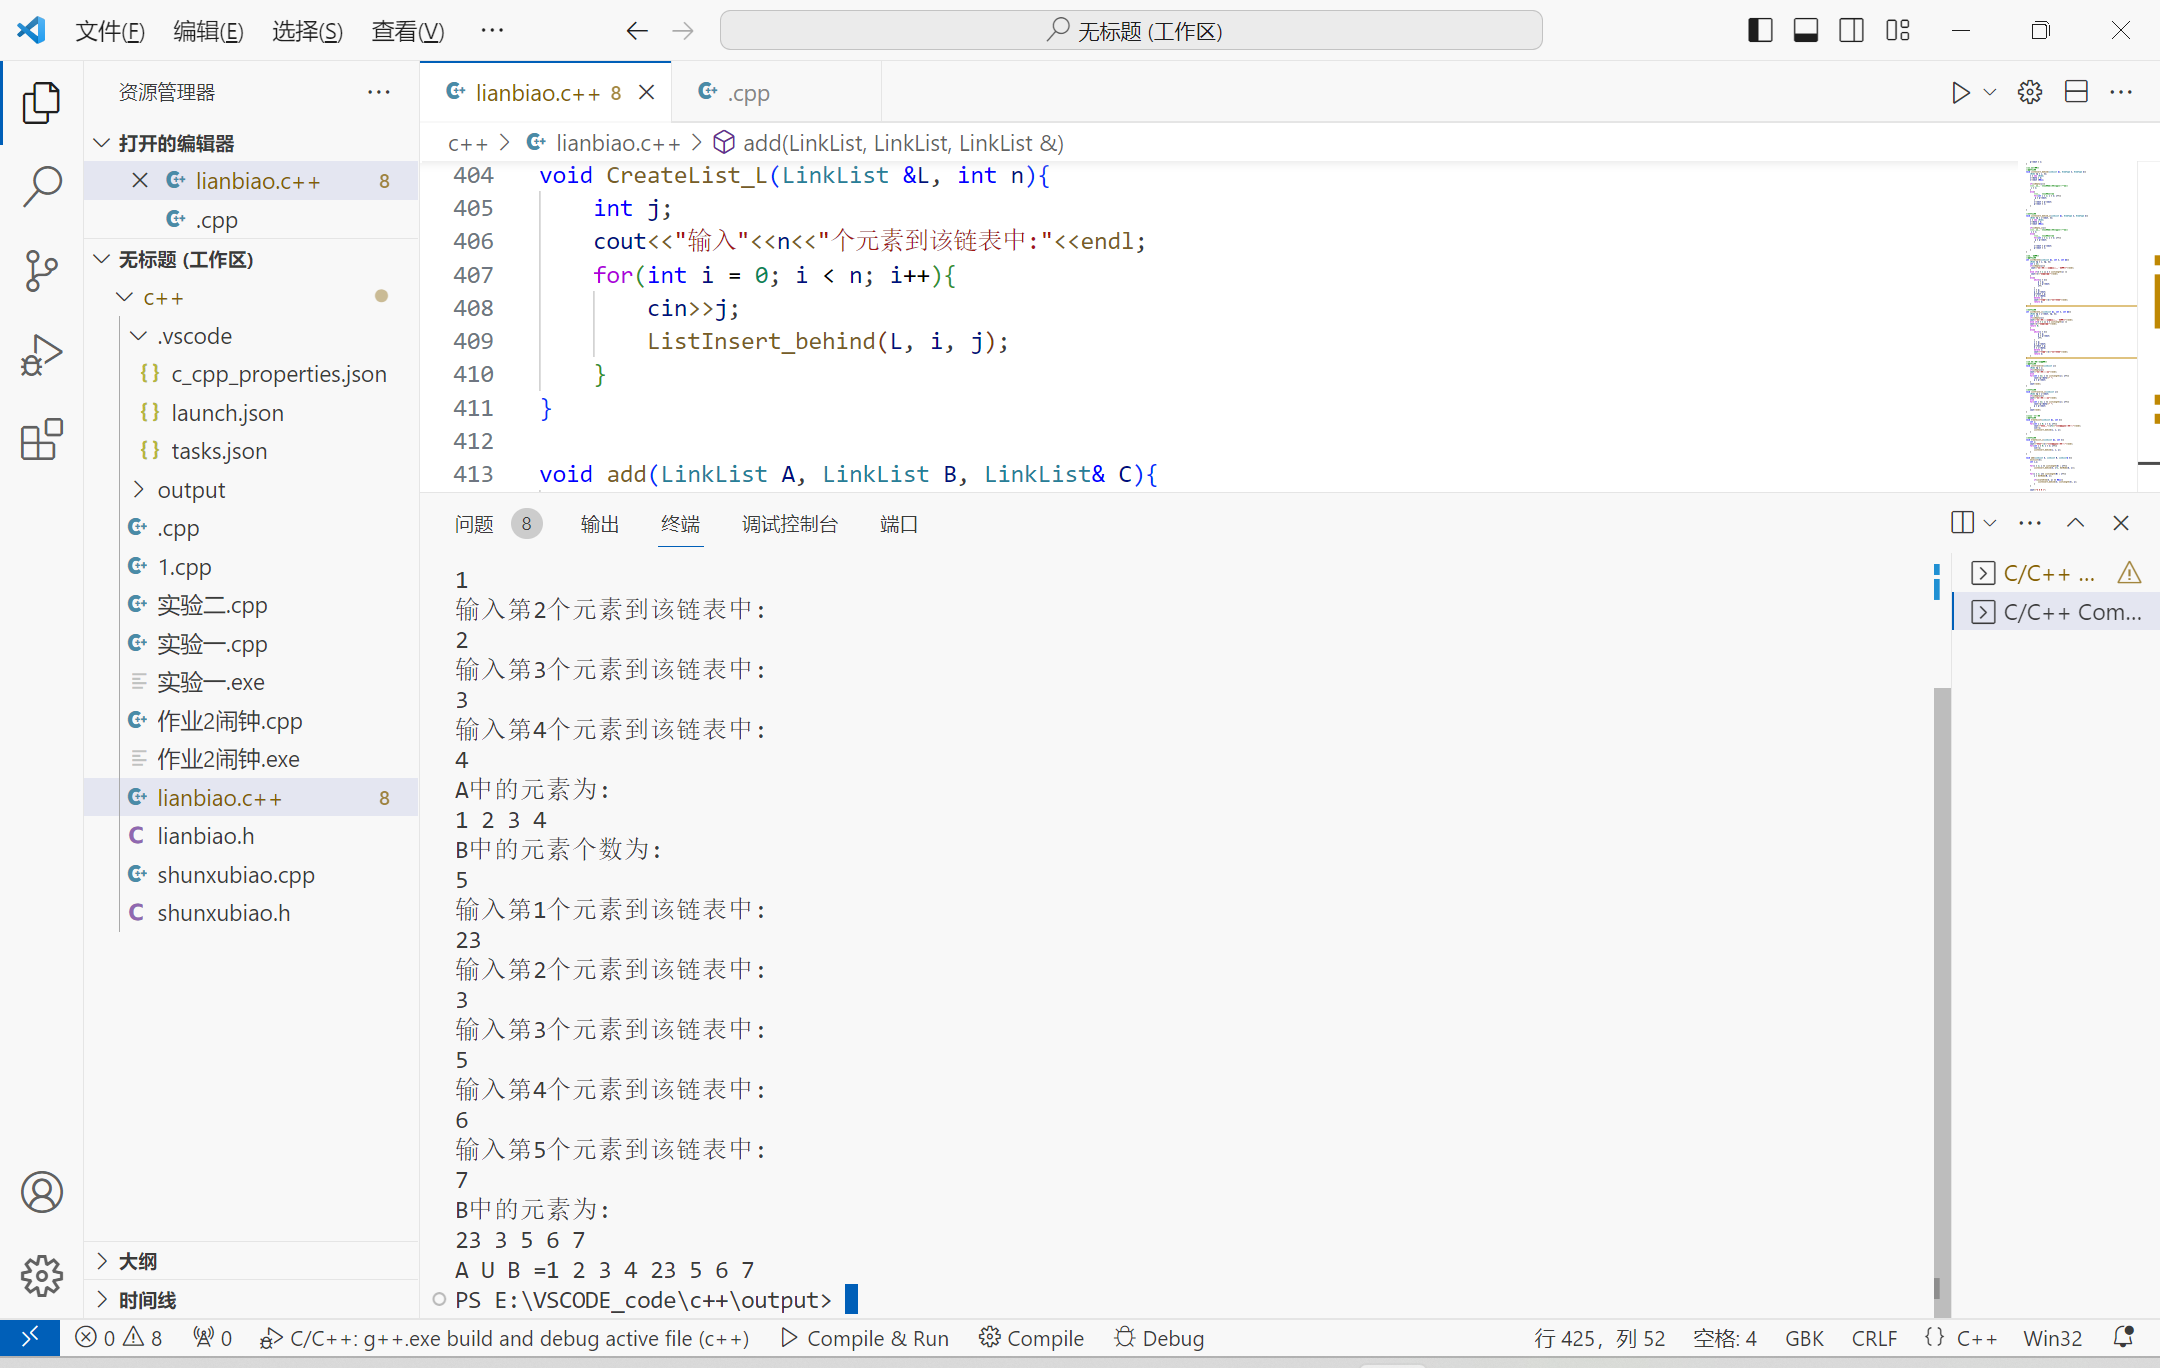 文件(F) 编辑(E) 选择(S) 查看(V) ··· 无标题 (工作区)
资源管理器 ···
打开的编辑器
lianbiao.c++ 8
.cpp
无标题 (工作区)
c++
.vscode
{} c_cpp_properties.json
{} launch.json
{} tasks.json
output
.cpp
1.cpp
实验二.cpp
实验一.cpp
实验一.exe
作业2闹钟.cpp
作业2闹钟.exe
lianbiao.c++ 8
lianbiao.h
shunxubiao.cpp
shunxubiao.h
大纲
时间线
lianbiao.c++ 8 .cpp
c++ > lianbiao.c++ > add(LinkList, LinkList, LinkList &)
404 void CreateList_L(LinkList &L, int n){
405 int j;
406 cout<<"输入"<<n<<"个元素到该链表中:"<<endl;
407 for(int i = 0; i < n; i++){
408 cin>>j;
409 ListInsert_behind(L, i, j);
410 }
411 }
412
413 void add(LinkList A, LinkList B, LinkList& C){
问题 8 输出 终端 调试控制台 端口
1
输入第2个元素到该链表中:
2
输入第3个元素到该链表中:
3
输入第4个元素到该链表中:
4
A中的元素为:
1 2 3 4
B中的元素个数为:
5
输入第1个元素到该链表中:
23
输入第2个元素到该链表中:
3
输入第3个元素到该链表中:
5
输入第4个元素到该链表中:
6
输入第5个元素到该链表中:
7
B中的元素为:
23 3 5 6 7
A U B =1 2 3 4 23 5 6 7
PS E:\VSCODE_code\c++\output>
C/C++ ...
C/C++ Com...
0 8 0 C/C++: g++.exe build and debug active file (c++) Compile & Run Compile Debug 行 425，列 52 空格: 4 GBK CRLF {} C++ Win32